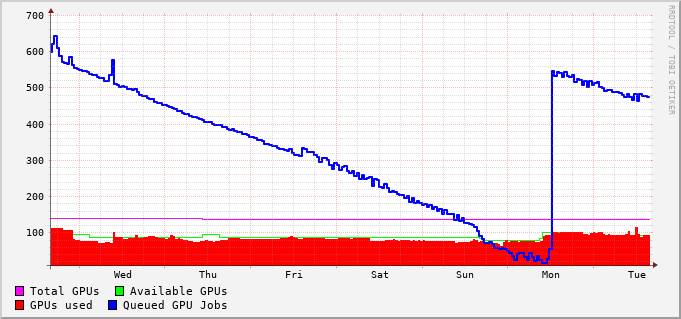 RRDTOOL / TOBI OETIKER
700
600
500
400
300
200
100
Wed Thu Fri Sat Sun Mon Tue
Total GPUs Available GPUs
GPUs used Queued GPU Jobs